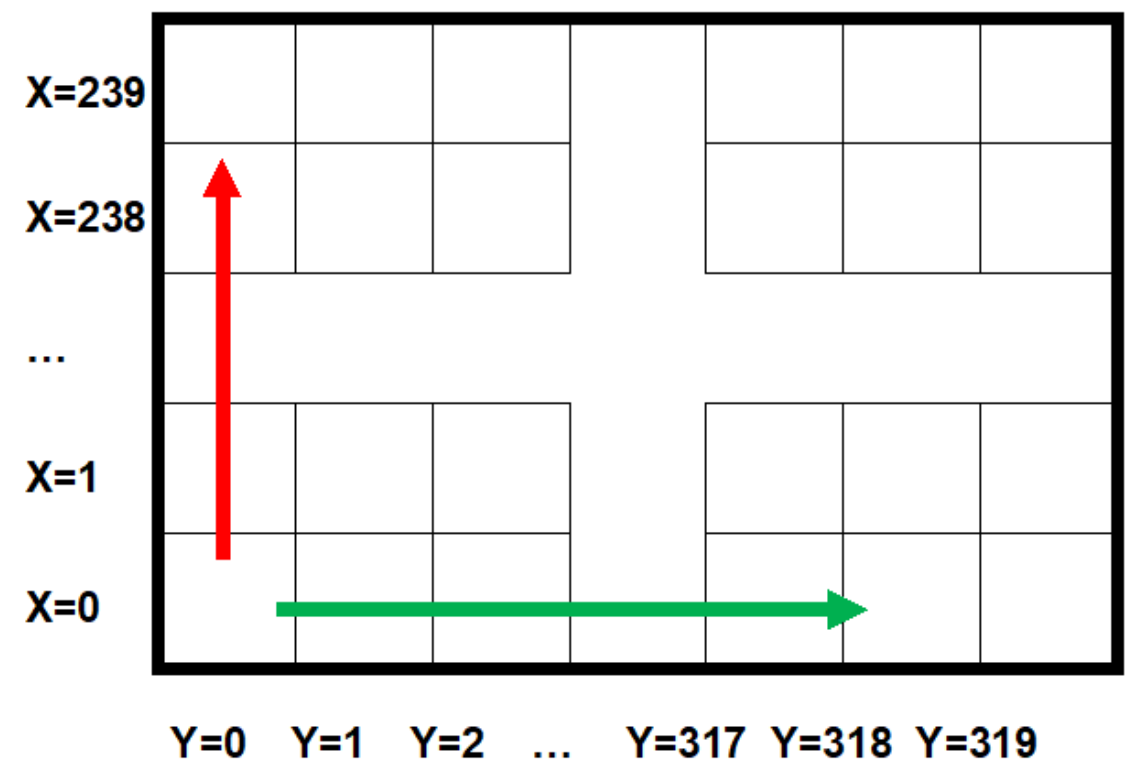 X=239
X=238
...
X=1
X=0
Y=0 Y=1 Y=2 ... Y=317 Y=318 Y=319